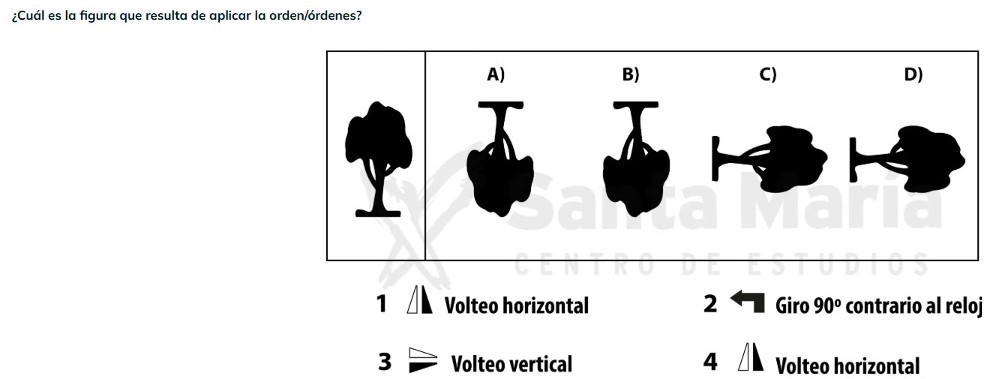 ¿Cuál es la figura que resulta de aplicar la orden/órdenes?
A) B) C) D)
Santa María
CENTRO DE ESTUDIOS
1 Volteo horizontal 2 Giro 90º contrario al reloj
3 Volteo vertical 4 Volteo horizontal